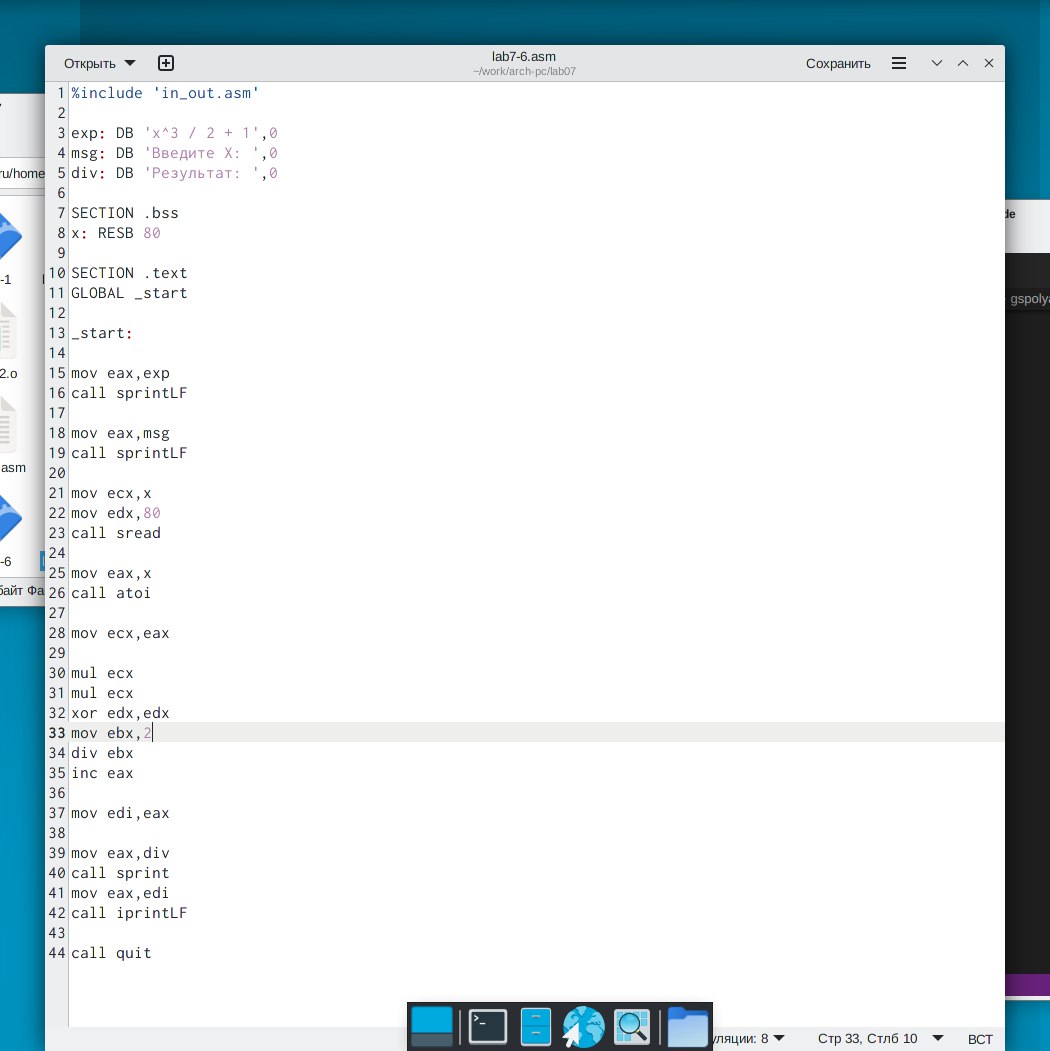 Открыть
lab7-6.asm
~/work/arch-pc/lab07
Сохранить
1 %include 'in_out.asm'
2
3 exp: DB 'x^3 / 2 + 1',0
4 msg: DB 'Введите X: ',0
5 div: DB 'Результат: ',0
6
7 SECTION .bss
8 x: RESB 80
9
10 SECTION .text
11 GLOBAL _start
12
13 _start:
14
15 mov eax,exp
16 call sprintLF
17
18 mov eax,msg
19 call sprintLF
20
21 mov ecx,x
22 mov edx,80
23 call sread
24
25 mov eax,x
26 call atoi
27
28 mov ecx,eax
29
30 mul ecx
31 mul ecx
32 xor edx,edx
33 mov ebx,2
34 div ebx
35 inc eax
36
37 mov edi,eax
38
39 mov eax,div
40 call sprint
41 mov eax,edi
42 call iprintLF
43
44 call quit
уляции: 8
Стр 33, Стлб 10
ВСТ
ru/home
-1
2.o
asm
-6
байт Фа
de
gspolya